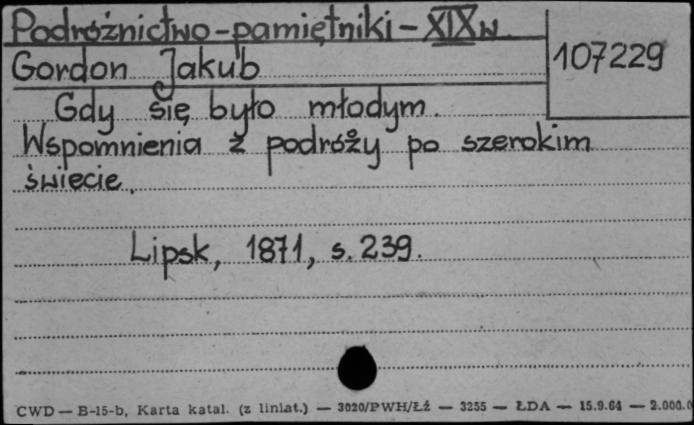 Podróżnictwo-pamiętniki-XIXw.
Gordon Jakub
107229
Gdy się było młodym.
Wspomnienia z podróży po szerokim
świecie.
Lipsk, 1871, s. 239.
CWD — B-15-b, Karta katal. (z liniat.) — 3020/PWH/Łź — 3255 — ŁDA — 15.9.64 — 2.000.0